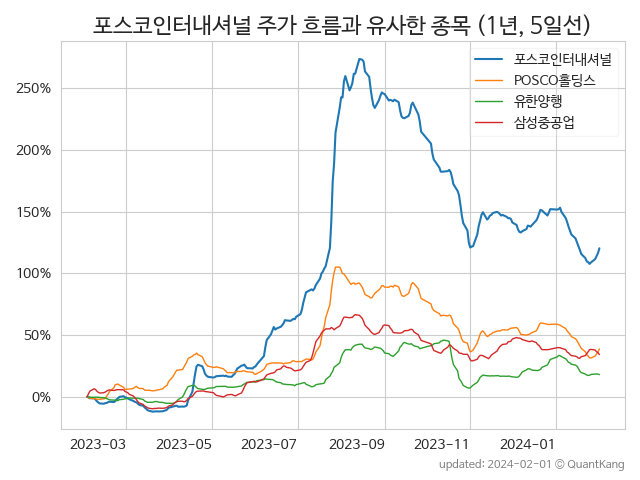 포스코인터내셔널 주가 흐름과 유사한 종목 (1년, 5일선)
포스코인터내셔널
POSCO홀딩스
유한양행
삼성중공업
250%
200%
150%
100%
50%
0%
2023-03 2023-05 2023-07 2023-09 2023-11 2024-01
updated: 2024-02-01 © QuantKang